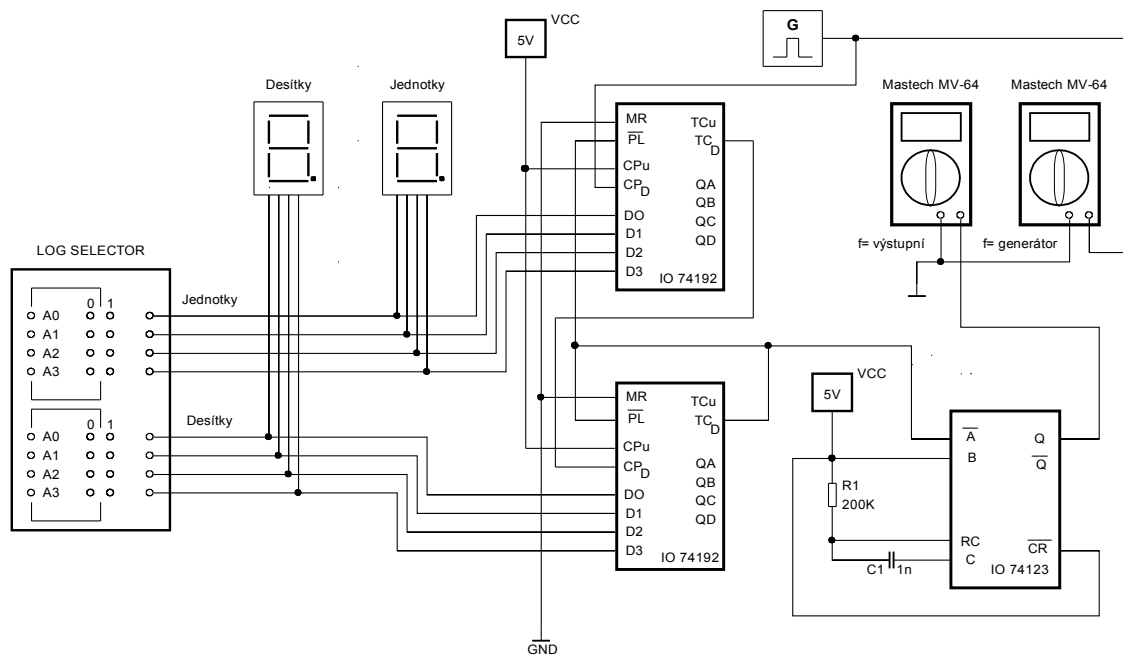 VCC
5V
G
Desítky
Jednotky
Mastech MV-64
Mastech MV-64
MR
PL
CPu
CPD
DO
D1
D2
D3
TCu
TCD
QA
QB
QC
QD
IO 74192
f= výstupní
f= generátor
LOG SELECTOR
Jednotky
0 1
A0
A1
A2
A3
Desítky
0 1
A0
A1
A2
A3
MR
PL
CPu
CPD
DO
D1
D2
D3
TCu
TCD
QA
QB
QC
QD
IO 74192
VCC
5V
R1
200K
C1
1n
A
B
RC
C
Q
Q
CR
IO 74123
GND